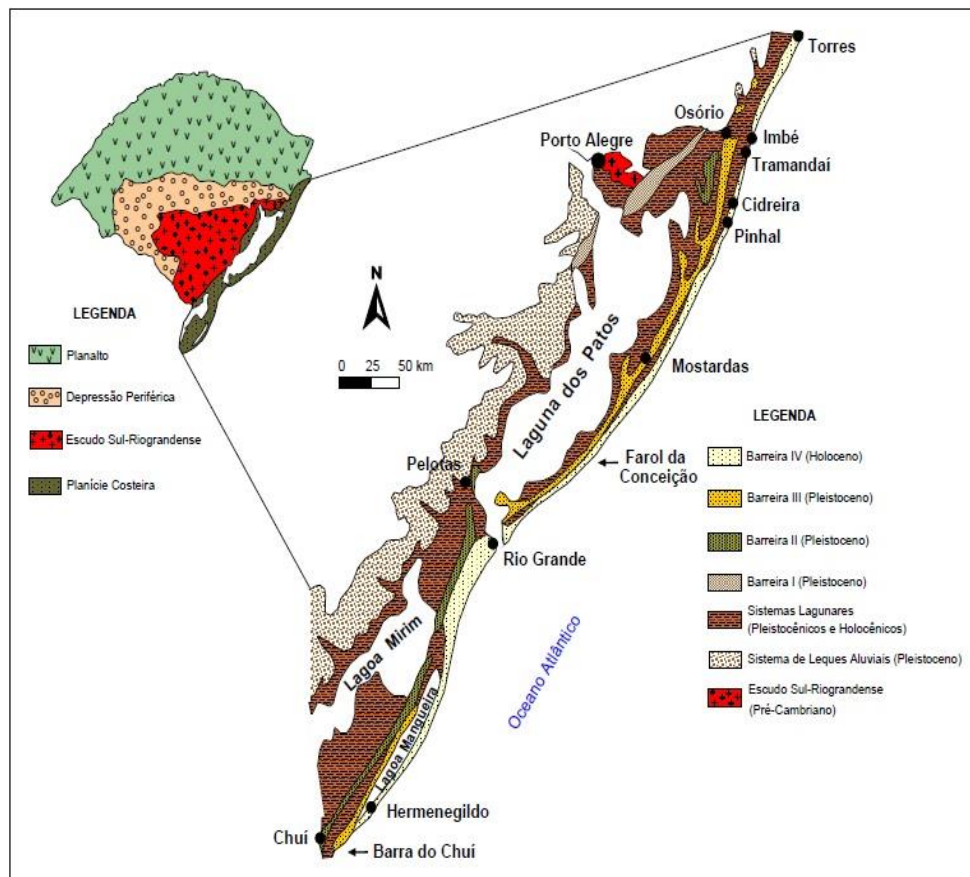 Torres
Osório
Porto Alegre
Imbé
Tramandaí
Cidreira
Pinhal
N
0 25 50 km
Laguna dos Patos
Mostardas
Farol da
Conceição
Pelotas
Rio Grande
Lagoa Mirim
Oceano Atlântico
Lagoa Mangueira
Hermenegildo
Chuí
Barra do Chuí
LEGENDA
Planalto
Depressão Periférica
Escudo Sul-Riograndense
Planície Costeira
LEGENDA
Barreira IV (Holoceno)
Barreira III (Pleistoceno)
Barreira II (Pleistoceno)
Barreira I (Pleistoceno)
Sistemas Lagunares
(Pleistocênicos e Holocênicos)
Sistema de Leques Aluviais (Pleistoceno)
Escudo Sul-Riograndense
(Pré-Cambriano)